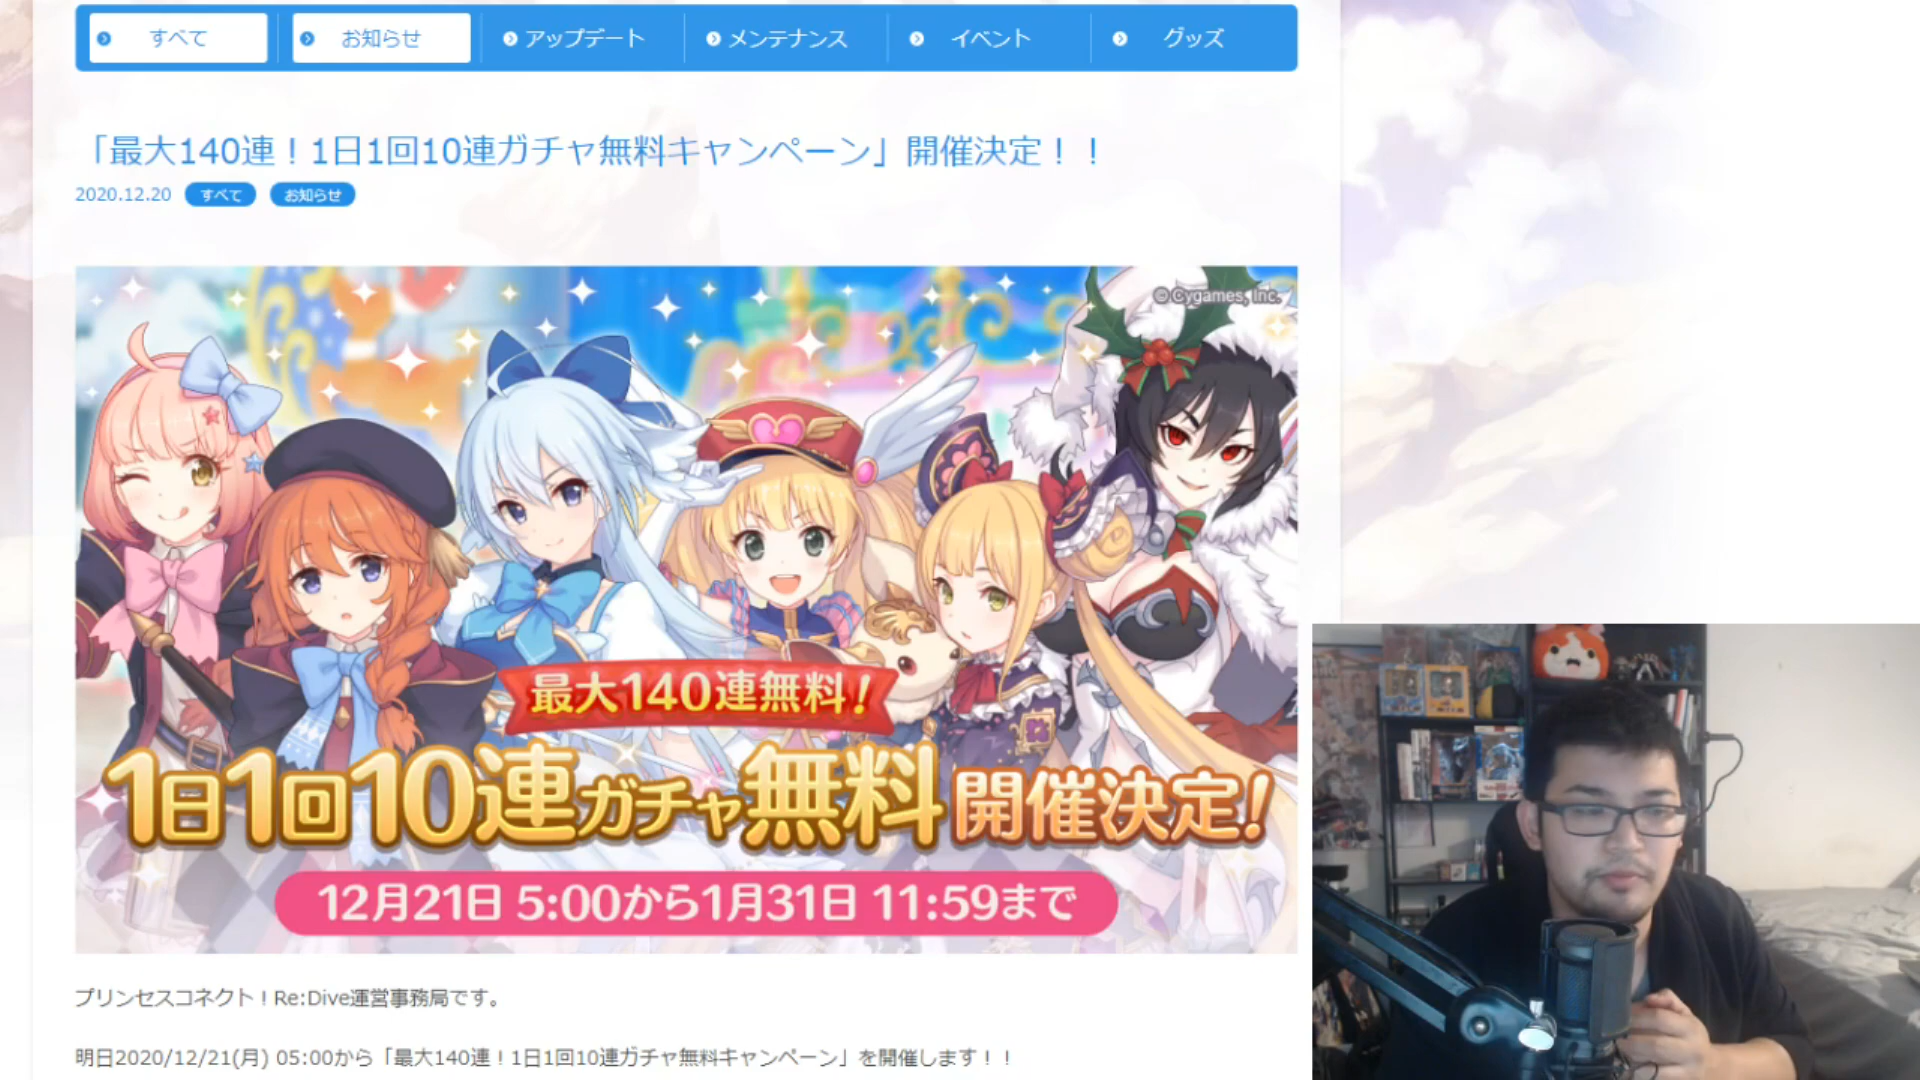 すべて
お知らせ
アップデート
メンテナンス
イベント
グッズ
「最大140連！1日1回10連ガチャ無料キャンペーン」開催決定！！
2020.12.20 すべて お知らせ
© Cygames, Inc.
最大140連無料！
1日1回10連ガチャ無料開催決定！
12月21日 5:00から1月31日 11:59まで
プリンセスコネクト！Re:Dive運営事務局です。
明日2020/12/21(月) 05:00から「最大140連！1日1回10連ガチャ無料キャンペーン」を開催します！！